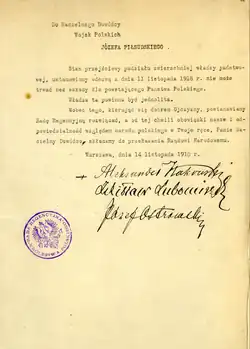 Do Naczelnego Dowódcy
Wojsk Polskich
JÓZEFA PIŁSUDSKIEGO
Stan przejściowy podziału zwierzchniej władzy państwo-
wej, ustanowiony odezwą z dnia 11 listopada 1918 r. nie może
trwać bez szkody dla powstającego Państwa Polskiego.
Władza ta powinna być jednolita.
Wobec tego, kierując się dobrem Ojczyzny, postanawiamy
Radę Regencyjną rozwiązać, a od tej chwili obowiązki nasze i od-
powiedzialność względem narodu polskiego w Twoje ręce, Panie Na-
czelny Dowódco, składamy do przekazania Rządowi Narodowemu.
Warszawa, dnia 14 listopada 1918 r.
+ Aleksander Kakowski
Zdzisław Lubomirski
Józef Ostrowski